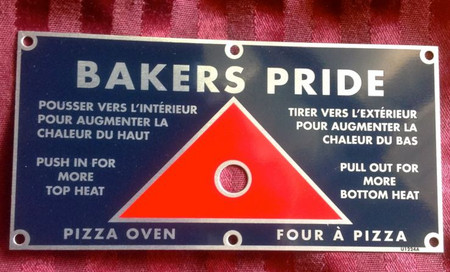 BAKERS PRIDE
POUSSER VERS L'INTÉRIEUR
POUR AUGMENTER LA
CHALEUR DU HAUT
PUSH IN FOR
MORE
TOP HEAT
TIRER VERS L'EXTÉRIEUR
POUR AUGMENTER LA
CHALEUR DU BAS
PULL OUT FOR
MORE
BOTTOM HEAT
PIZZA OVEN
FOUR À PIZZA